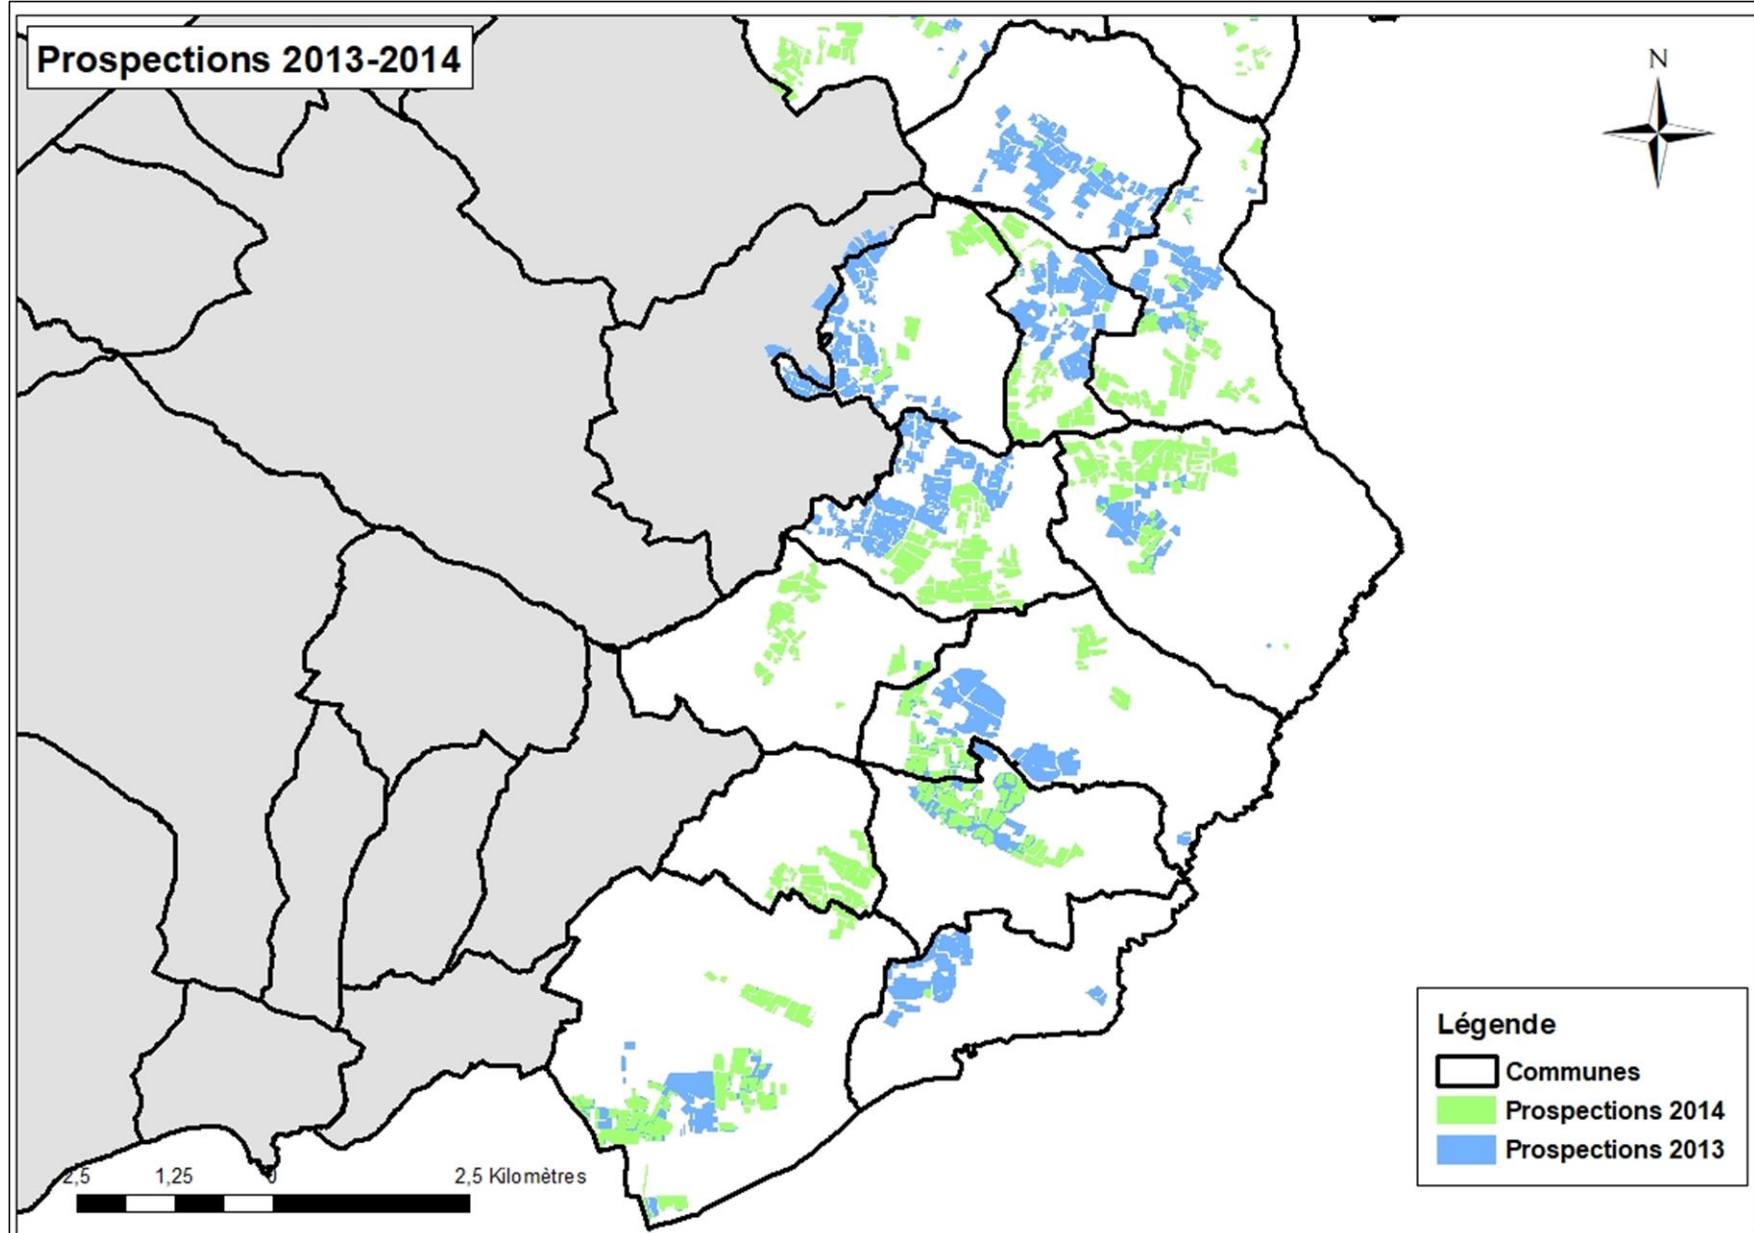 Prospections 2013-2014
N
Légende
Communes
Prospections 2014
Prospections 2013
2,5 1,25 0 2,5 Kilomètres